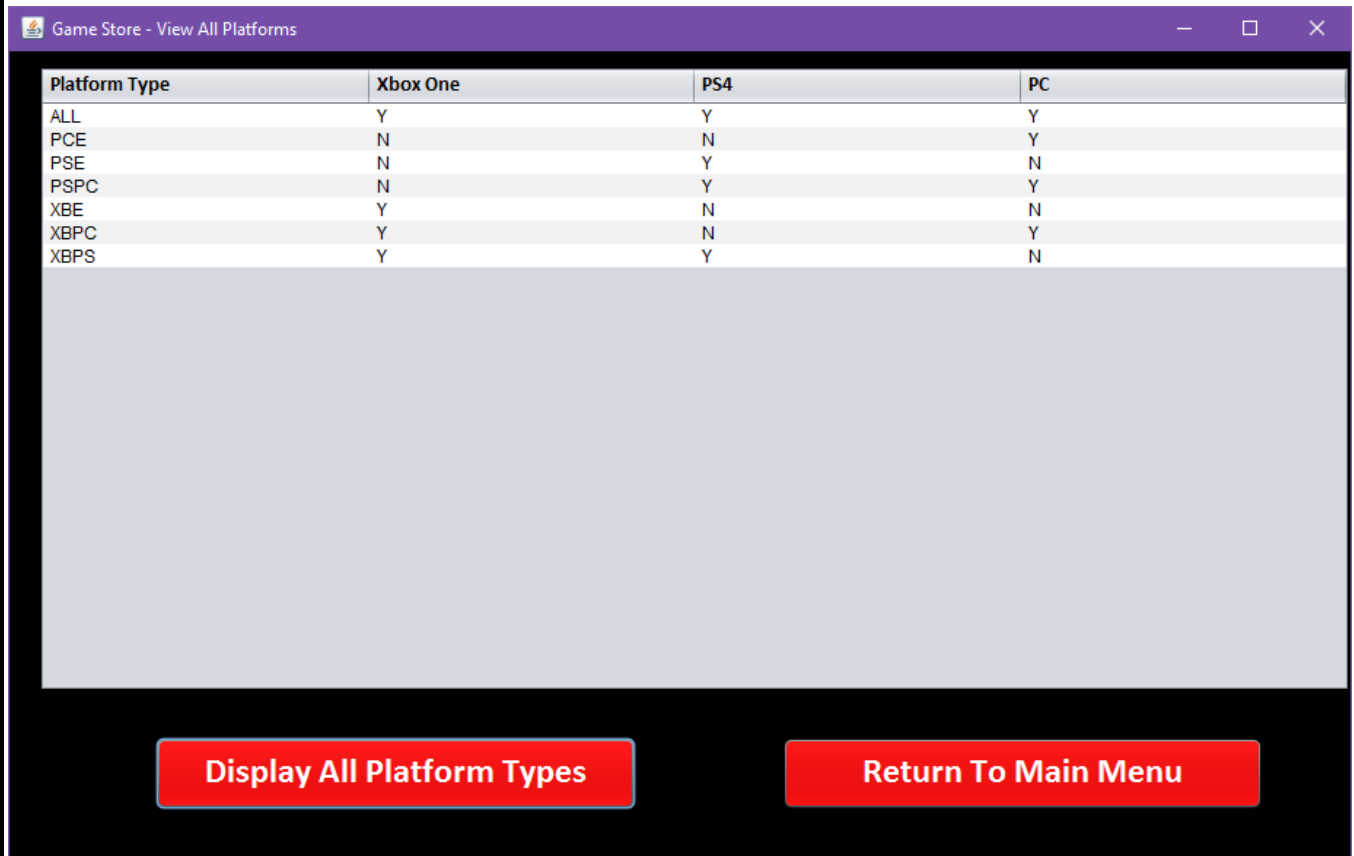 Game Store - View All Platforms
Platform Type Xbox One PS4 PC
ALL Y Y Y
PCE N N Y
PSE N Y N
PSPC N Y Y
XBE Y N N
XBPC Y N Y
XBPS Y Y N
Display All Platform Types Return To Main Menu